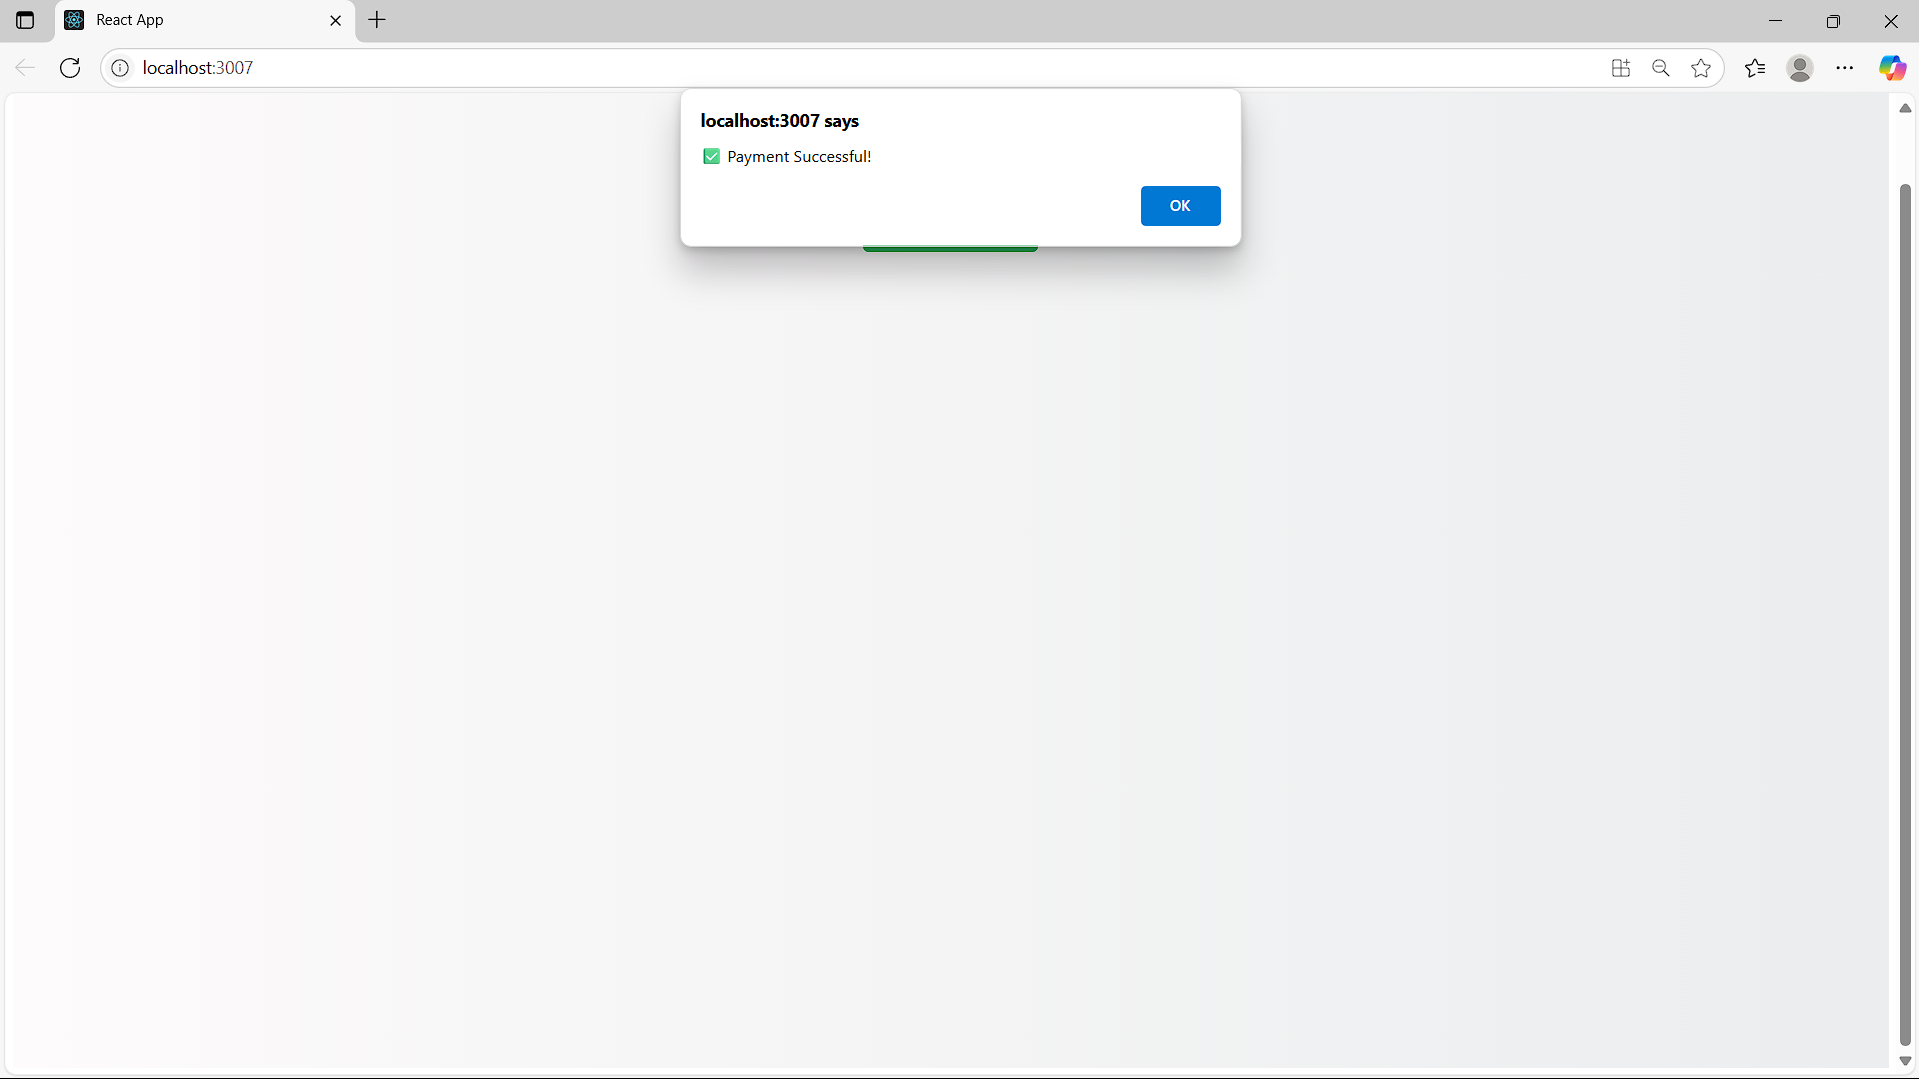 React App
localhost:3007
localhost:3007 says
✅ Payment Successful!
OK